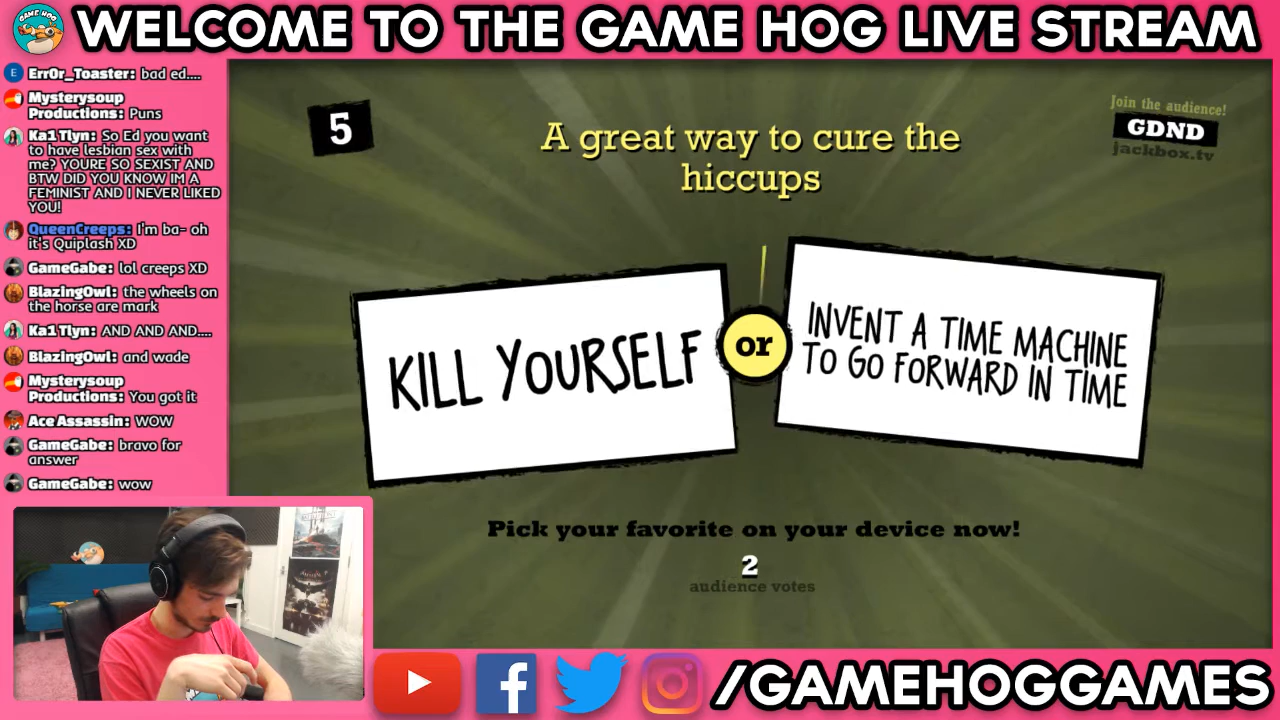 WELCOME TO THE GAME HOG LIVE STREAM
Err0r_Toaster: bad ed....
Mysterysoup
Productions: Puns
Ka1Tlyn: So Ed you want
to have lesbian sex with
me? YOURE SO SEXIST AND
BTW DID YOU KNOW IM A
FEMINIST AND I NEVER LIKED
YOU!
QueenCreeps: I'm ba- oh
it's Quiplash XD
GameGabe: lol creeps XD
BlazingOwl: the wheels on
the horse are mark
Ka1Tlyn: AND AND AND....
BlazingOwl: and wade
Mysterysoup
Productions: You got it
Ace Assassin: WOW
GameGabe: bravo for
answer
GameGabe: wow
5
A great way to cure the
hiccups
Join the audience!
GDND
jackbox.tv
KILL YOURSELF
or
INVENT A TIME MACHINE
TO GO FORWARD IN TIME
Pick your favorite on your device now!
2
audience votes
/GAMEHOGGAMES